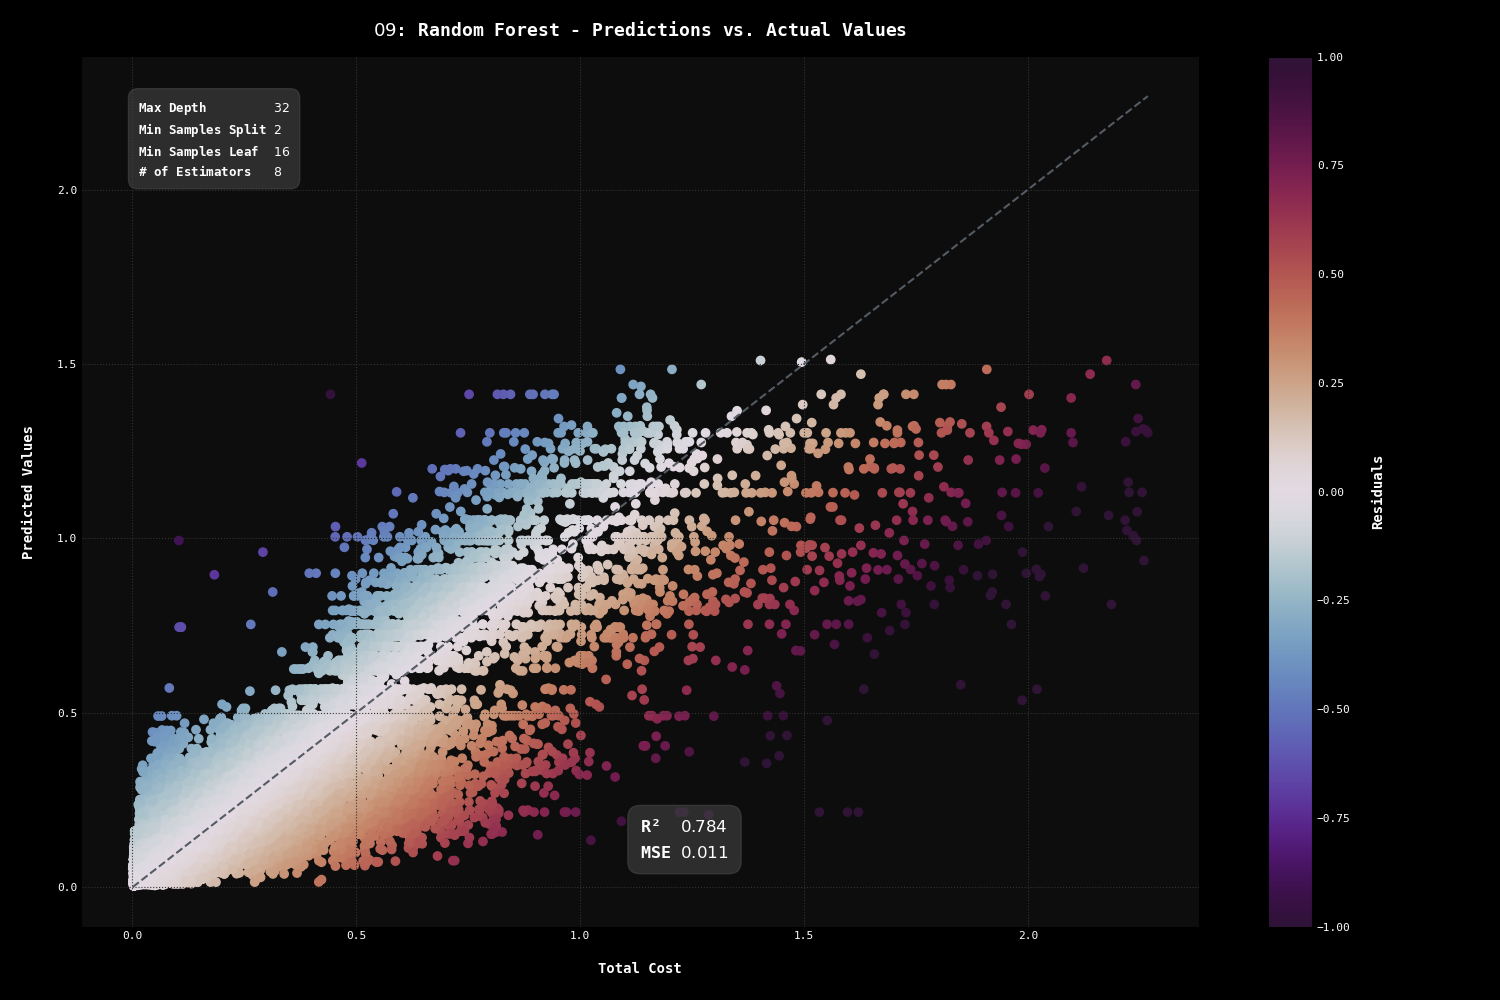 09: Random Forest - Predictions vs. Actual Values
Max Depth 32
Min Samples Split 2
Min Samples Leaf 16
# of Estimators 8
2.0
1.5
1.0
0.5
0.0
Predicted Values
0.0 0.5 1.0 1.5 2.0
Total Cost
R² 0.784
MSE 0.011
1.00
0.75
0.50
0.25
0.00
−0.25
−0.50
−0.75
−1.00
Residuals